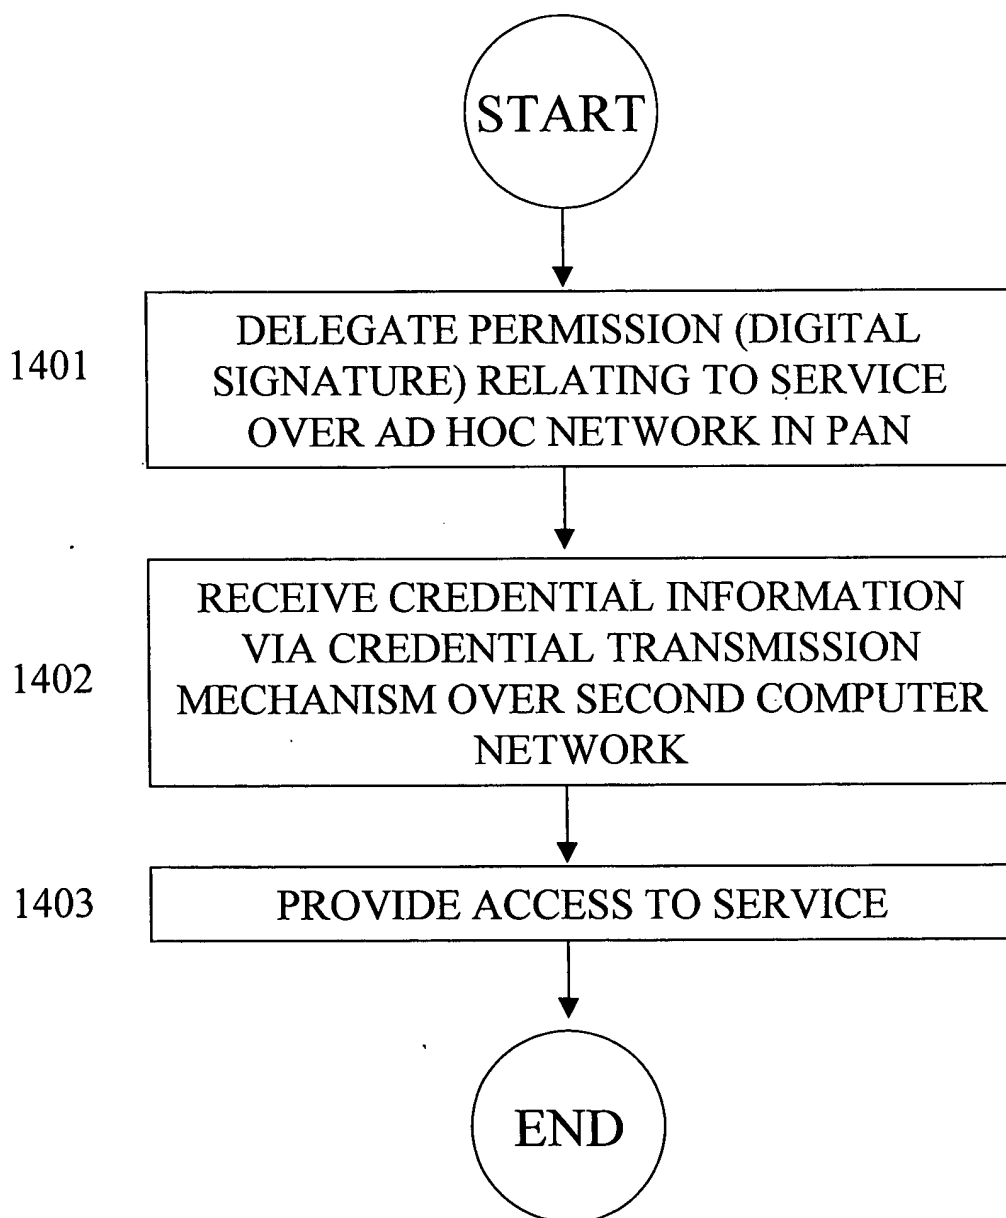 START
1401
DELEGATE PERMISSION (DIGITAL
SIGNATURE) RELATING TO SERVICE
OVER AD HOC NETWORK IN PAN
1402
RECEIVE CREDENTIAL INFORMATION
VIA CREDENTIAL TRANSMISSION
MECHANISM OVER SECOND COMPUTER
NETWORK
1403
PROVIDE ACCESS TO SERVICE
END